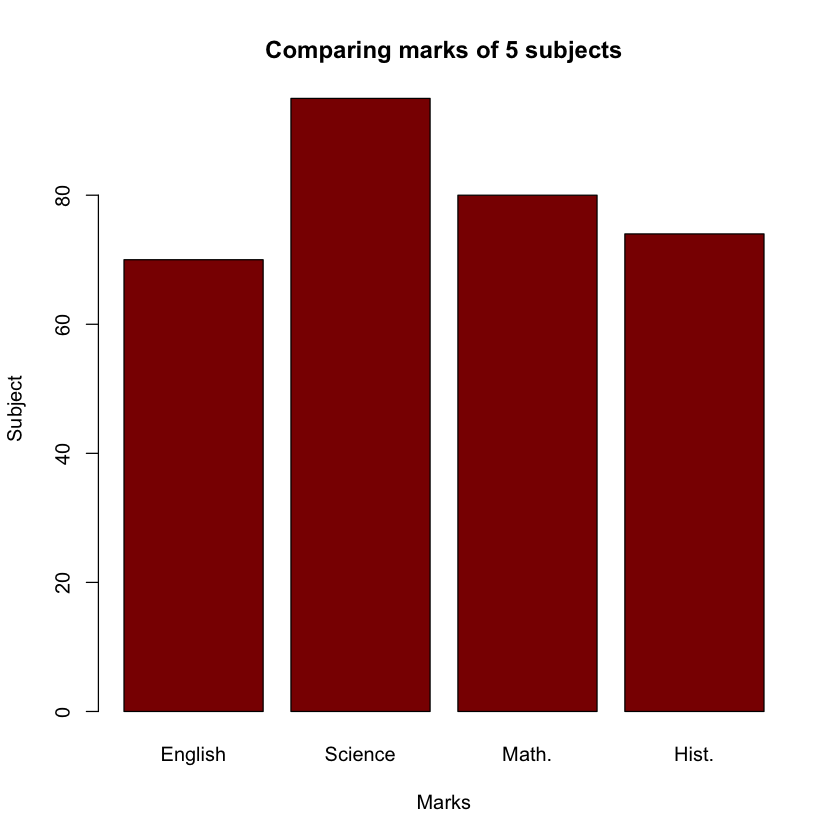 Comparing marks of 5 subjects
80
60
40
20
0
Subject
English Science Math. Hist.
Marks